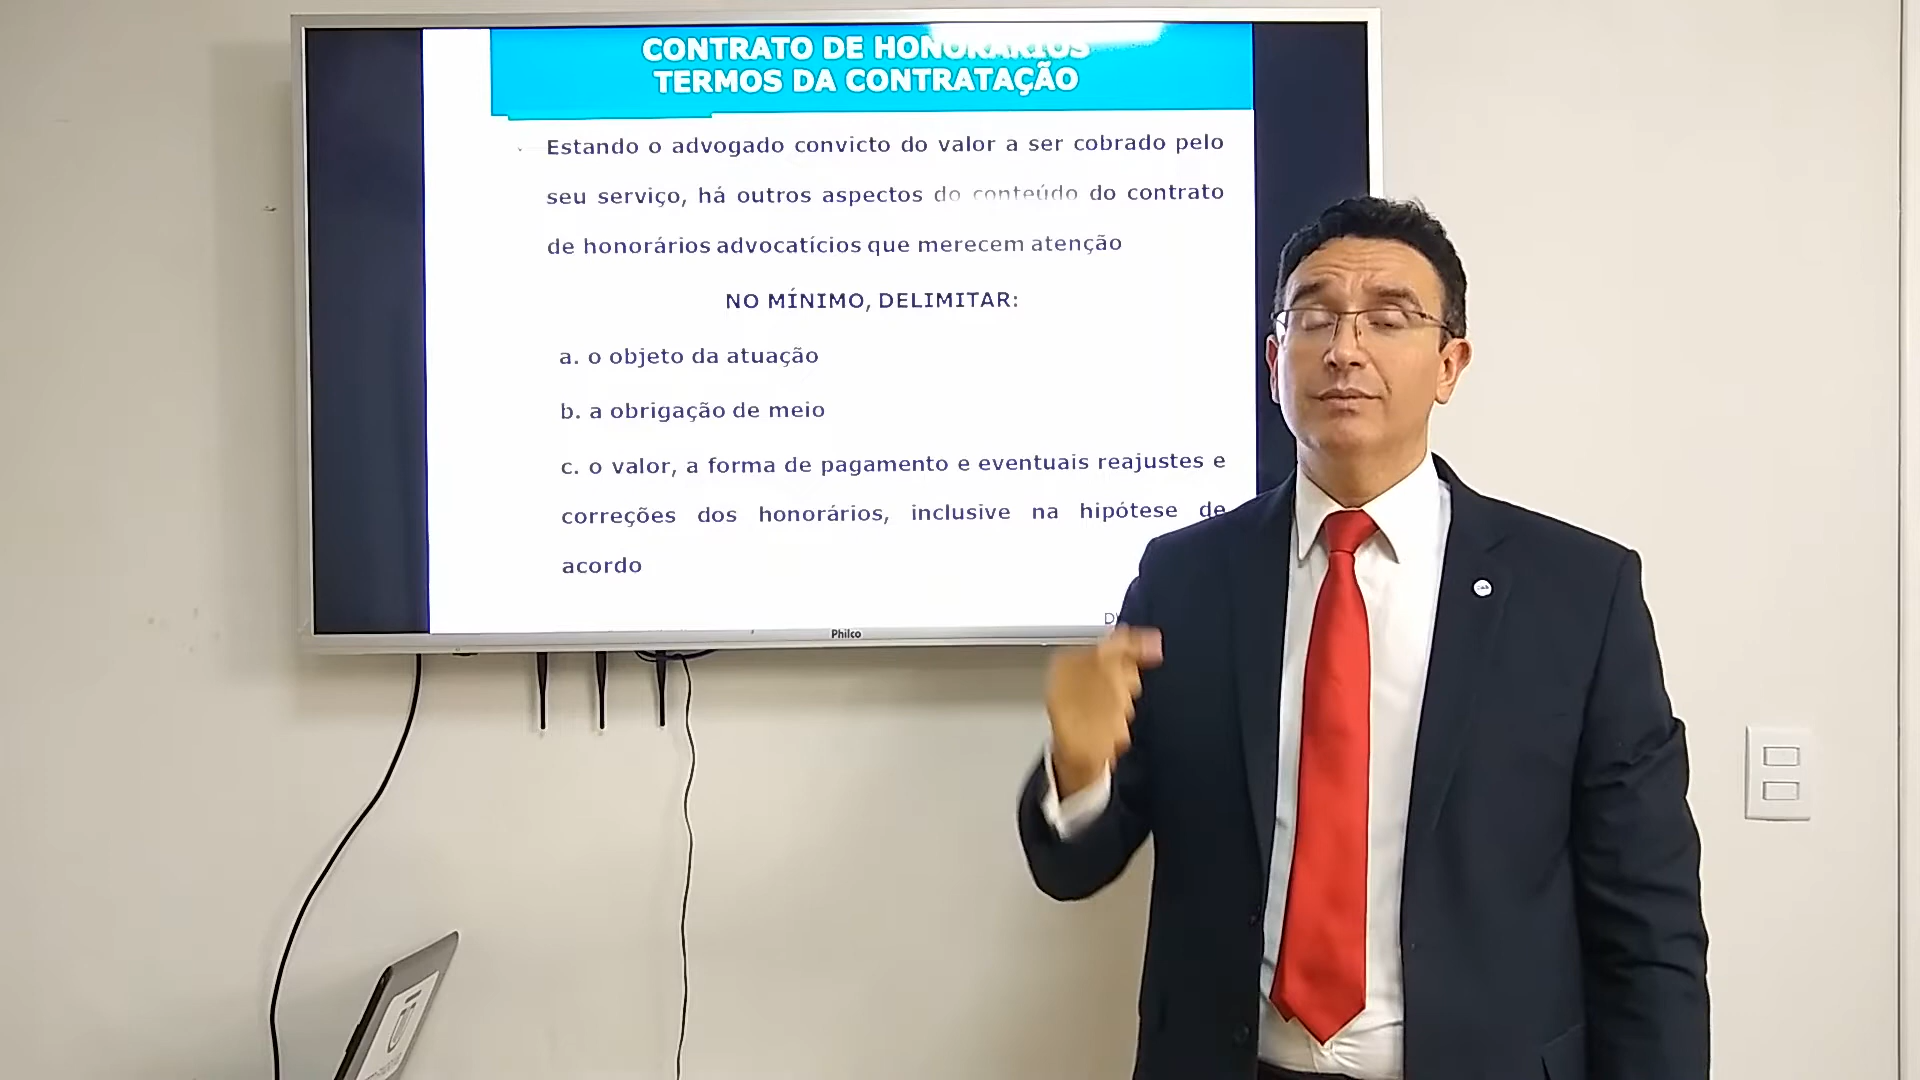 CONTRATO DE HONORÁRIOS
TERMOS DA CONTRATAÇÃO
Estando o advogado convicto do valor a ser cobrado pelo
seu serviço, há outros aspectos do conteúdo do contrato
de honorários advocatícios que merecem atenção
NO MÍNIMO, DELIMITAR:
a. o objeto da atuação
b. a obrigação de meio
c. o valor, a forma de pagamento e eventuais reajustes e
correções dos honorários, inclusive na hipótese de
acordo
Philco